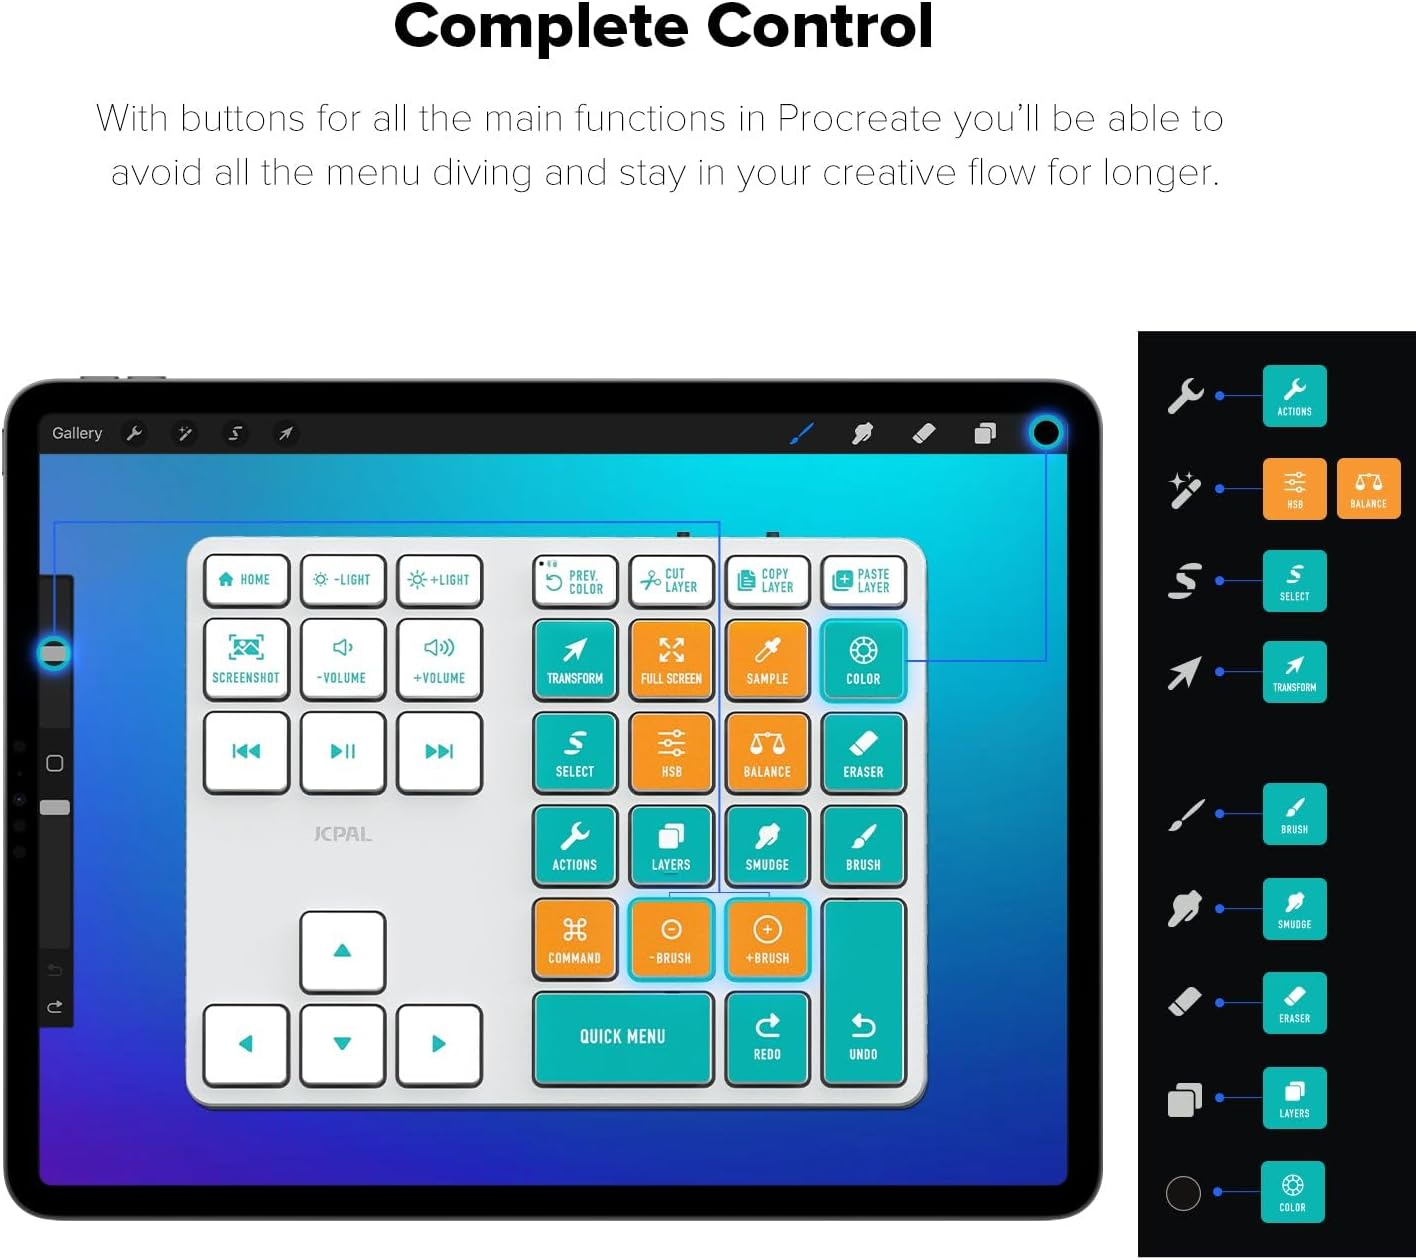 Complete Control
With buttons for all the main functions in Procreate you’ll be able to
avoid all the menu diving and stay in your creative flow for longer.
Gallery
HOME
-LIGHT
+LIGHT
PREV.
COLOR
CUT
LAYER
COPY
LAYER
PASTE
LAYER
SCREENSHOT
-VOLUME
+VOLUME
TRANSFORM
FULL SCREEN
SAMPLE
COLOR
SELECT
HSB
BALANCE
ERASER
JCPAL
ACTIONS
LAYERS
SMUDGE
BRUSH
COMMAND
-BRUSH
+BRUSH
QUICK MENU
REDO
UNDO
ACTIONS
HSB
BALANCE
SELECT
TRANSFORM
BRUSH
SMUDGE
ERASER
LAYERS
COLOR